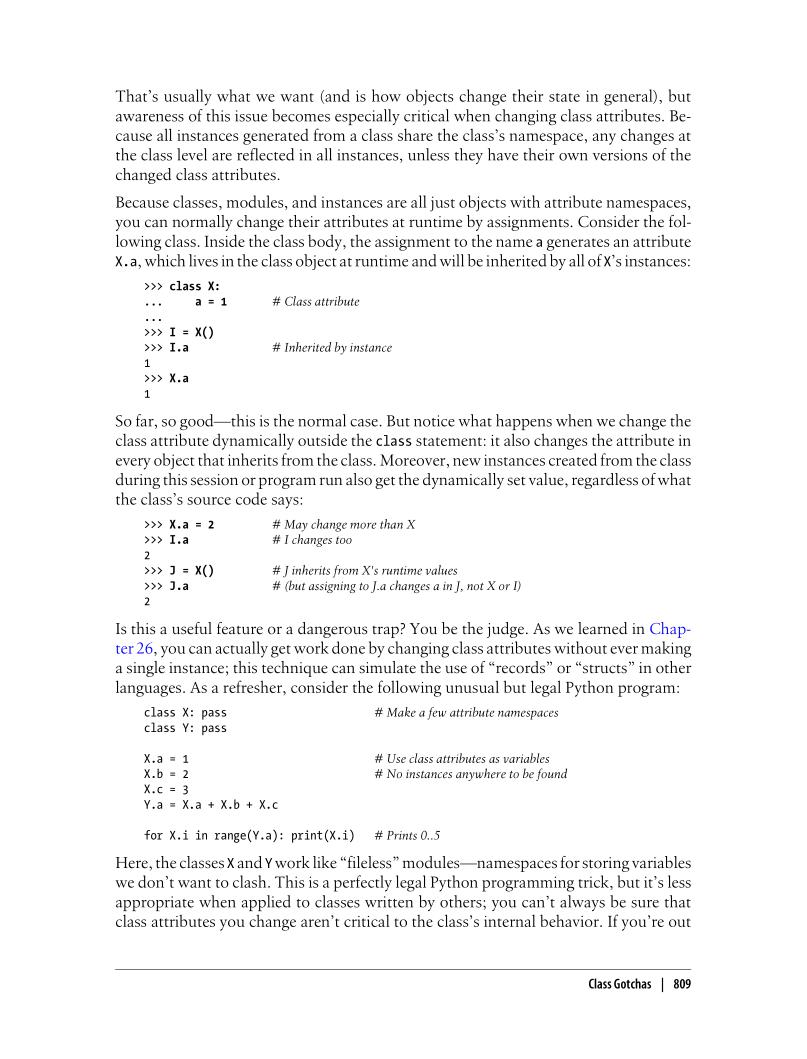 That's usually what we want (and is how objects change their state in general), but
awareness of this issue becomes especially critical when changing class attributes. Be-
cause all instances generated from a class share the class's namespace, any changes at
the class level are reflected in all instances, unless they have their own versions of the
changed class attributes.
Because classes, modules, and instances are all just objects with attribute namespaces,
you can normally change their attributes at runtime by assignments. Consider the fol-
lowing class. Inside the class body, the assignment to the name a generates an attribute
X.a, which lives in the class object at runtime and will be inherited by all of X's instances:
>>> class X:
...     a = 1     # Class attribute
...
>>> I = X()
>>> I.a     # Inherited by instance
1
>>> X.a
1
So far, so good—this is the normal case. But notice what happens when we change the
class attribute dynamically outside the class statement: it also changes the attribute in
every object that inherits from the class. Moreover, new instances created from the class
during this session or program run also get the dynamically set value, regardless of what
the class's source code says:
>>> X.a = 2     # May change more than X
>>> I.a     # I changes too
2
>>> J = X()     # J inherits from X's runtime values
>>> J.a     # (but assigning to J.a changes a in J, not X or I)
2
Is this a useful feature or a dangerous trap? You be the judge. As we learned in Chap-
ter 26, you can actually get work done by changing class attributes without ever making
a single instance; this technique can simulate the use of “records” or “structs” in other
languages. As a refresher, consider the following unusual but legal Python program:
class X: pass     # Make a few attribute namespaces
class Y: pass
X.a = 1     # Use class attributes as variables
X.b = 2     # No instances anywhere to be found
X.c = 3
Y.a = X.a + X.b + X.c
for X.i in range(Y.a): print(X.i)     # Prints 0..5
Here, the classes X and Y work like “fileless” modules—namespaces for storing variables
we don't want to clash. This is a perfectly legal Python programming trick, but it's less
appropriate when applied to classes written by others; you can't always be sure that
class attributes you change aren't critical to the class's internal behavior. If you're out
Class Gotchas | 809